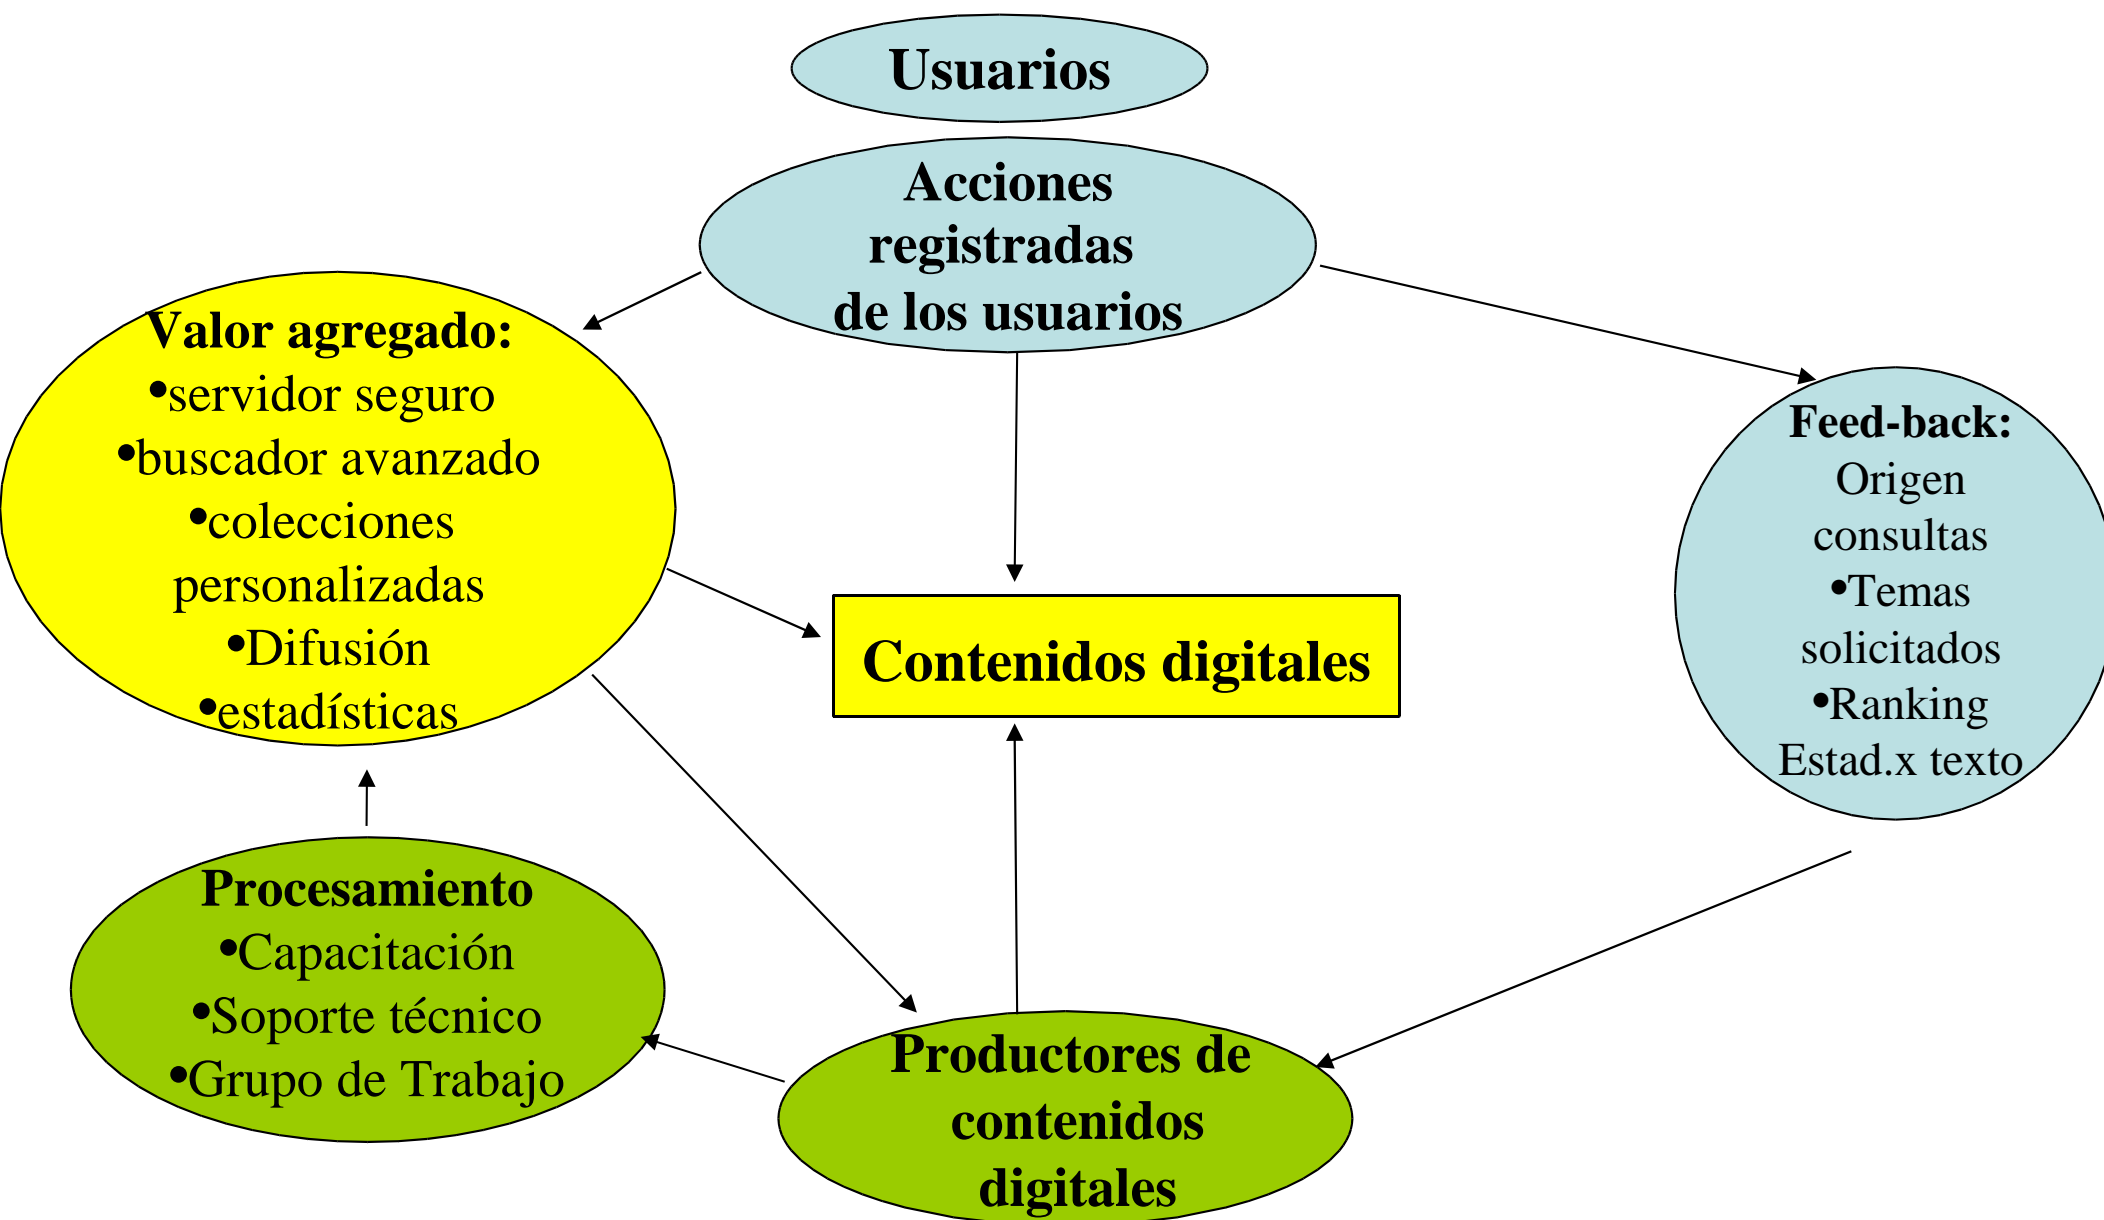 Usuarios
Acciones
registradas
de los usuarios
Valor agregado:
•servidor seguro
•buscador avanzado
•colecciones
personalizadas
•Difusión
•estadísticas
Feed-back:
Origen
consultas
•Temas
solicitados
•Ranking
Estad.x texto
Contenidos digitales
Procesamiento
•Capacitación
•Soporte técnico
•Grupo de Trabajo
Productores de
contenidos
digitales